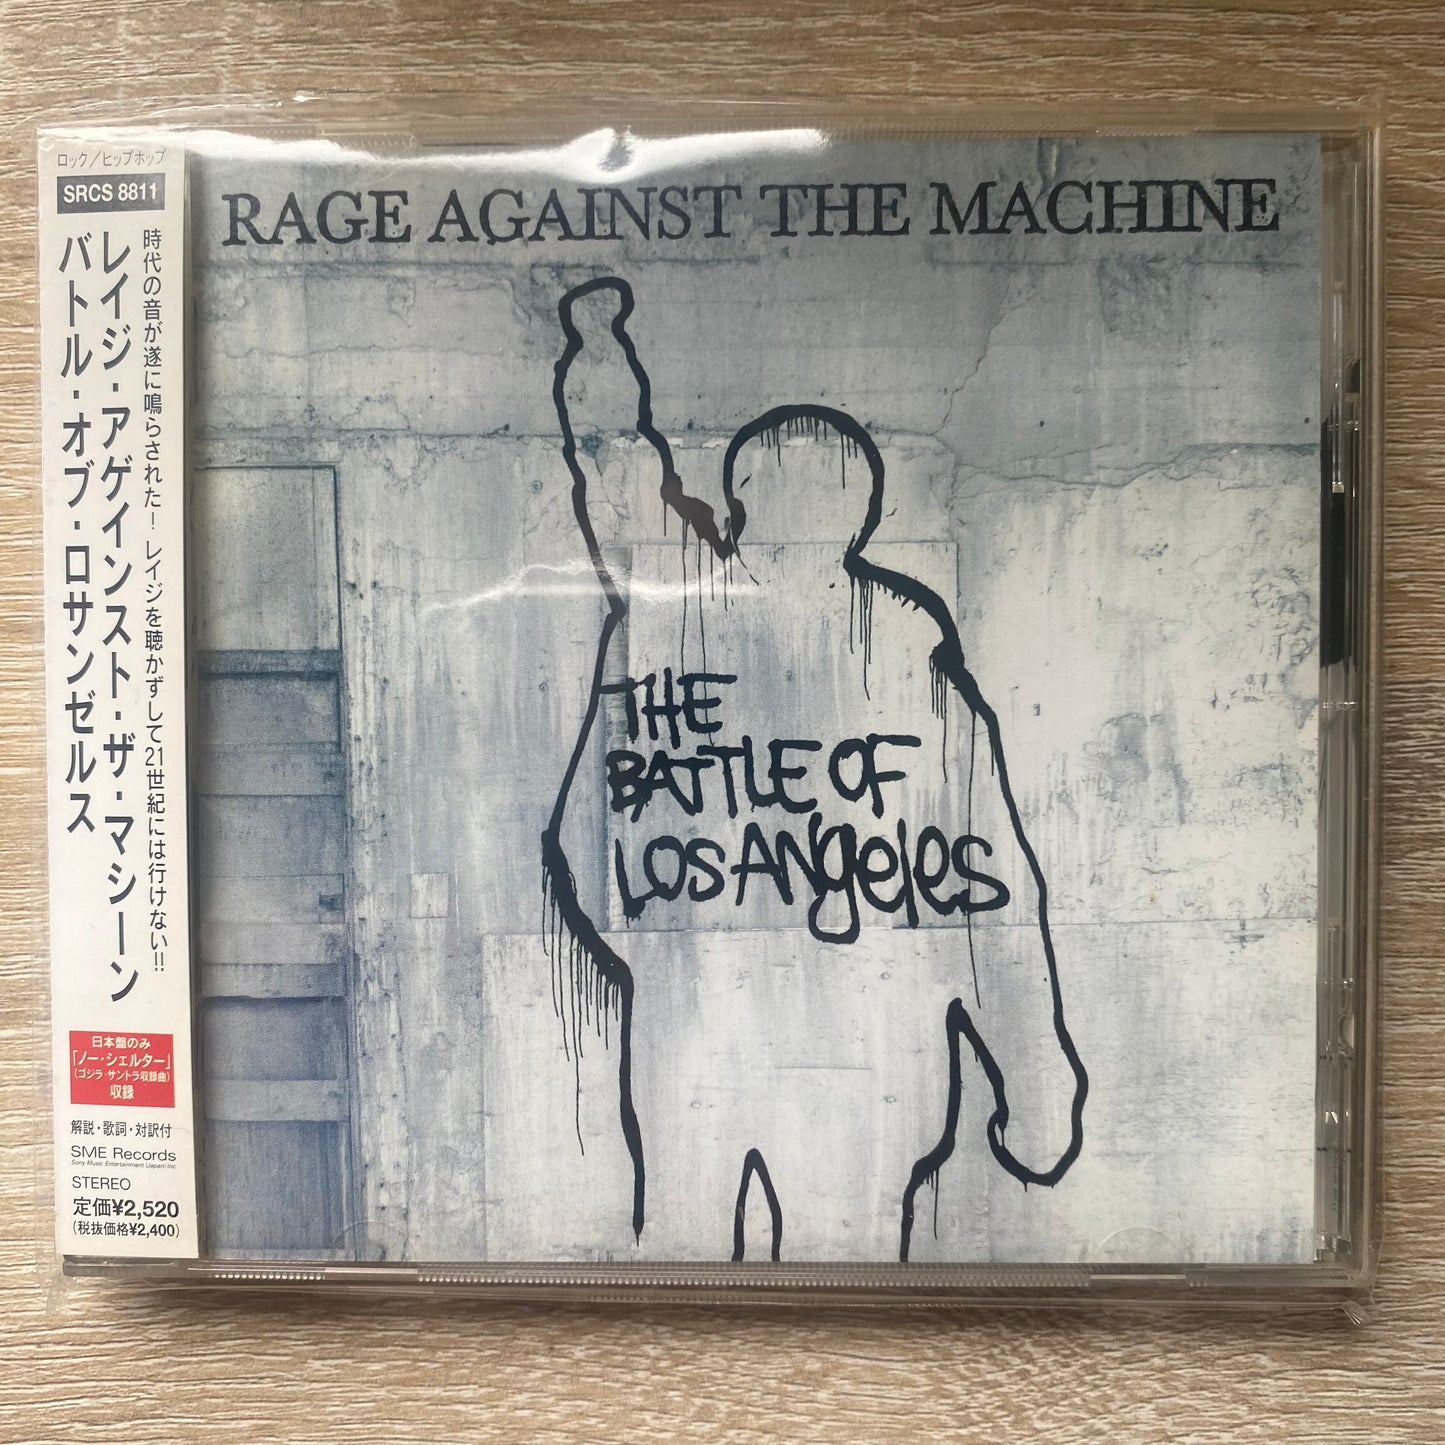 ロック／ヒップホップ
SRCS 8811
時代の音が遂に鳴らされた！レイジを聴かずして21世紀には行けない!!
レイジ・アゲインスト・ザ・マシーン
バトル・オブ・ロサンゼルス
日本盤のみ
「ノー・シェルター」
(ゴジラ・サントラ収録曲)
収録
解説・歌詞・対訳付
SME Records
Sony Music Entertainment (Japan) Inc.
STEREO
定価¥2,520
(税抜価格¥2,400)
RAGE AGAINST THE MACHINE
THE
BATTLE OF
LOS ANgeles